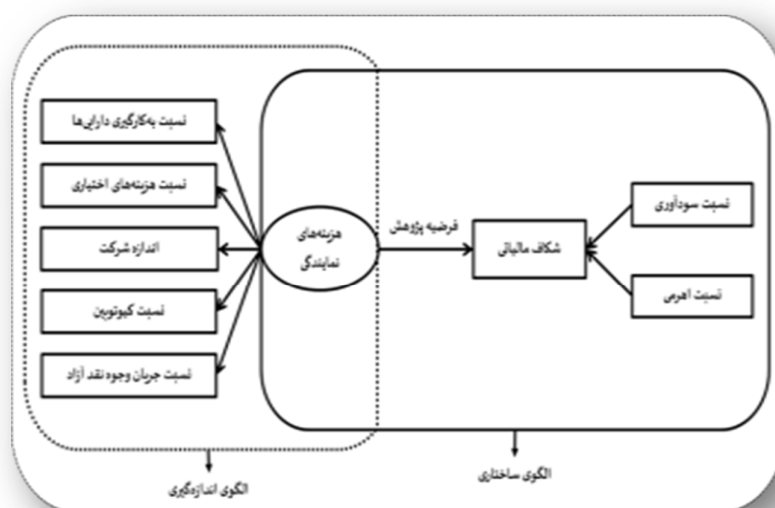 نسبت به‌کارگیری دارایی‌ها
نسبت هزینه‌های اختیاری
اندازه شرکت
نسبت کیوتوبین
نسبت جریان وجوه نقد آزاد
هزینه‌های
نمایندگی
فرضیه پژوهش
شکاف مالیاتی
نسبت سودآوری
نسبت اهرمی
الگوی اندازه‌گیری
الگوی ساختاری